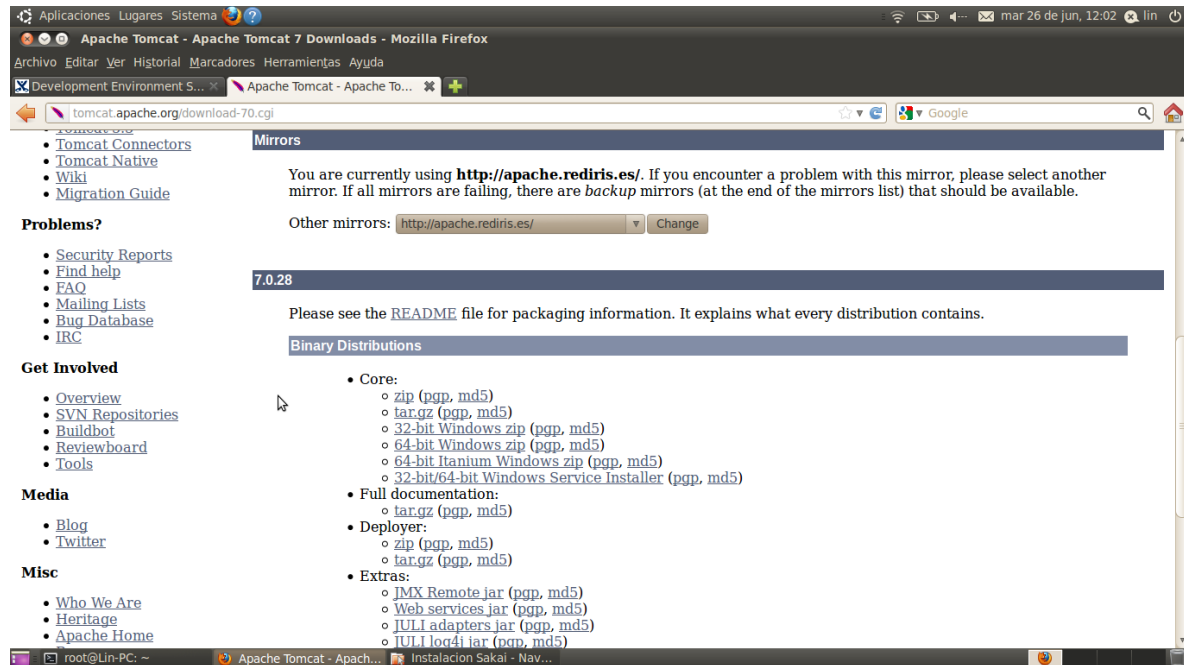 Aplicaciones Lugares Sistema
mar 26 de jun, 12:02 lin
Apache Tomcat - Apache Tomcat 7 Downloads - Mozilla Firefox
Archivo Editar Ver Historial Marcadores Herramientas Ayuda
Development Environment S... Apache Tomcat - Apache To...
tomcat.apache.org/download-70.cgi
Google
Tomcat Connectors
Tomcat Native
Wiki
Migration Guide
Problems?
Security Reports
Find help
FAQ
Mailing Lists
Bug Database
IRC
Get Involved
Overview
SVN Repositories
Buildbot
Reviewboard
Tools
Media
Blog
Twitter
Misc
Who We Are
Heritage
Apache Home
Mirrors
You are currently using http://apache.rediris.es/. If you encounter a problem with this mirror, please select another
mirror. If all mirrors are failing, there are backup mirrors (at the end of the mirrors list) that should be available.
Other mirrors: http://apache.rediris.es/ Change
7.0.28
Please see the README file for packaging information. It explains what every distribution contains.
Binary Distributions
Core:
zip (pgp, md5)
tar.gz (pgp, md5)
32-bit Windows zip (pgp, md5)
64-bit Windows zip (pgp, md5)
64-bit Itanium Windows zip (pgp, md5)
32-bit/64-bit Windows Service Installer (pgp, md5)
Full documentation:
tar.gz (pgp, md5)
Deployer:
zip (pgp, md5)
tar.gz (pgp, md5)
Extras:
JMX Remote jar (pgp, md5)
Web services jar (pgp, md5)
JULI adapters jar (pgp, md5)
JULI log4j jar (pgp, md5)
root@Lin-PC: ~ Apache Tomcat - Apach... Instalacion Sakai - Nav...